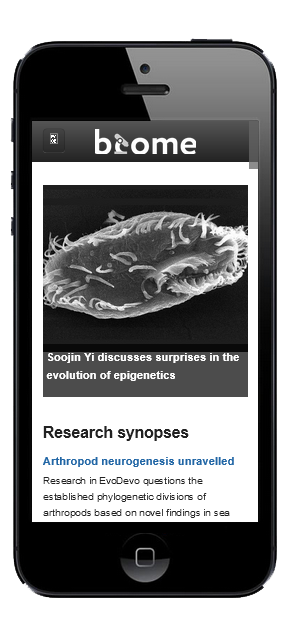 biome
Soojin Yi discusses surprises in the
evolution of epigenetics
Research synopses
Arthropod neurogenesis unravelled
Research in EvoDevo questions the
established phylogenetic divisions of
arthropods based on novel findings in sea